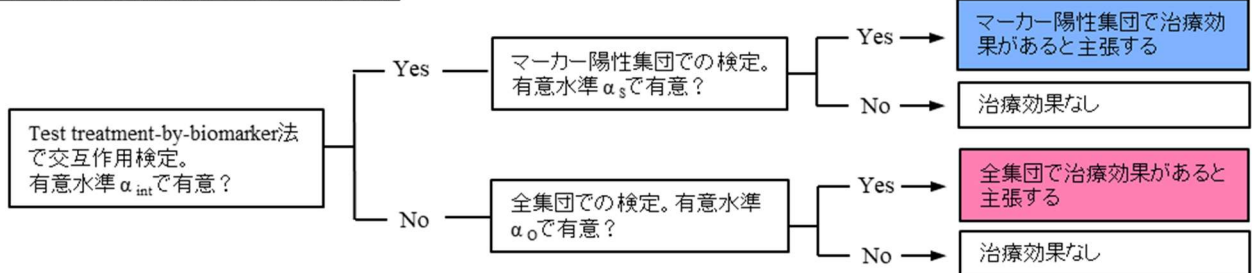 Test treatment-by-biomarker法
で交互作用検定。
有意水準αintで有意？
Yes
マーカー陽性集団での検定。
有意水準αSで有意？
Yes
マーカー陽性集団で治療効
果があると主張する
No
治療効果なし
No
全集団での検定。有意水準
αOで有意？
Yes
全集団で治療効果があると
主張する
No
治療効果なし